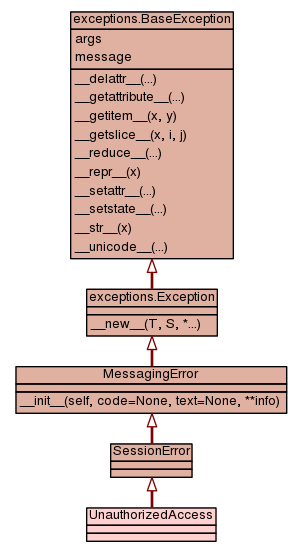 exceptions.BaseException
args
message
__delattr__(...)
__getattribute__(...)
__getitem__(x, y)
__getslice__(x, i, j)
__reduce__(...)
__repr__(x)
__setattr__(...)
__setstate__(...)
__str__(x)
__unicode__(...)
exceptions.Exception
__new__(T, S, *...)
MessagingError
__init__(self, code=None, text=None, **info)
SessionError
UnauthorizedAccess